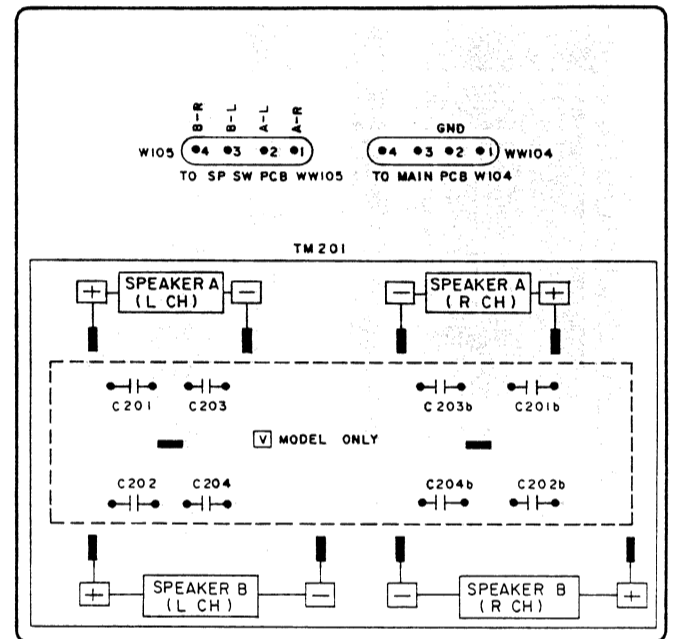 B-R B-L A-L A-R
GND
W105 4 3 2 1
4 3 2 1 WW104
TO SP SW PCB WW105
TO MAIN PCB W104
TM201
+ SPEAKER A (L CH) −
− SPEAKER A (R CH) +
C201 C203 C203b C201b
V MODEL ONLY
C202 C204 C204b C202b
+ SPEAKER B (L CH) −
− SPEAKER B (R CH) +